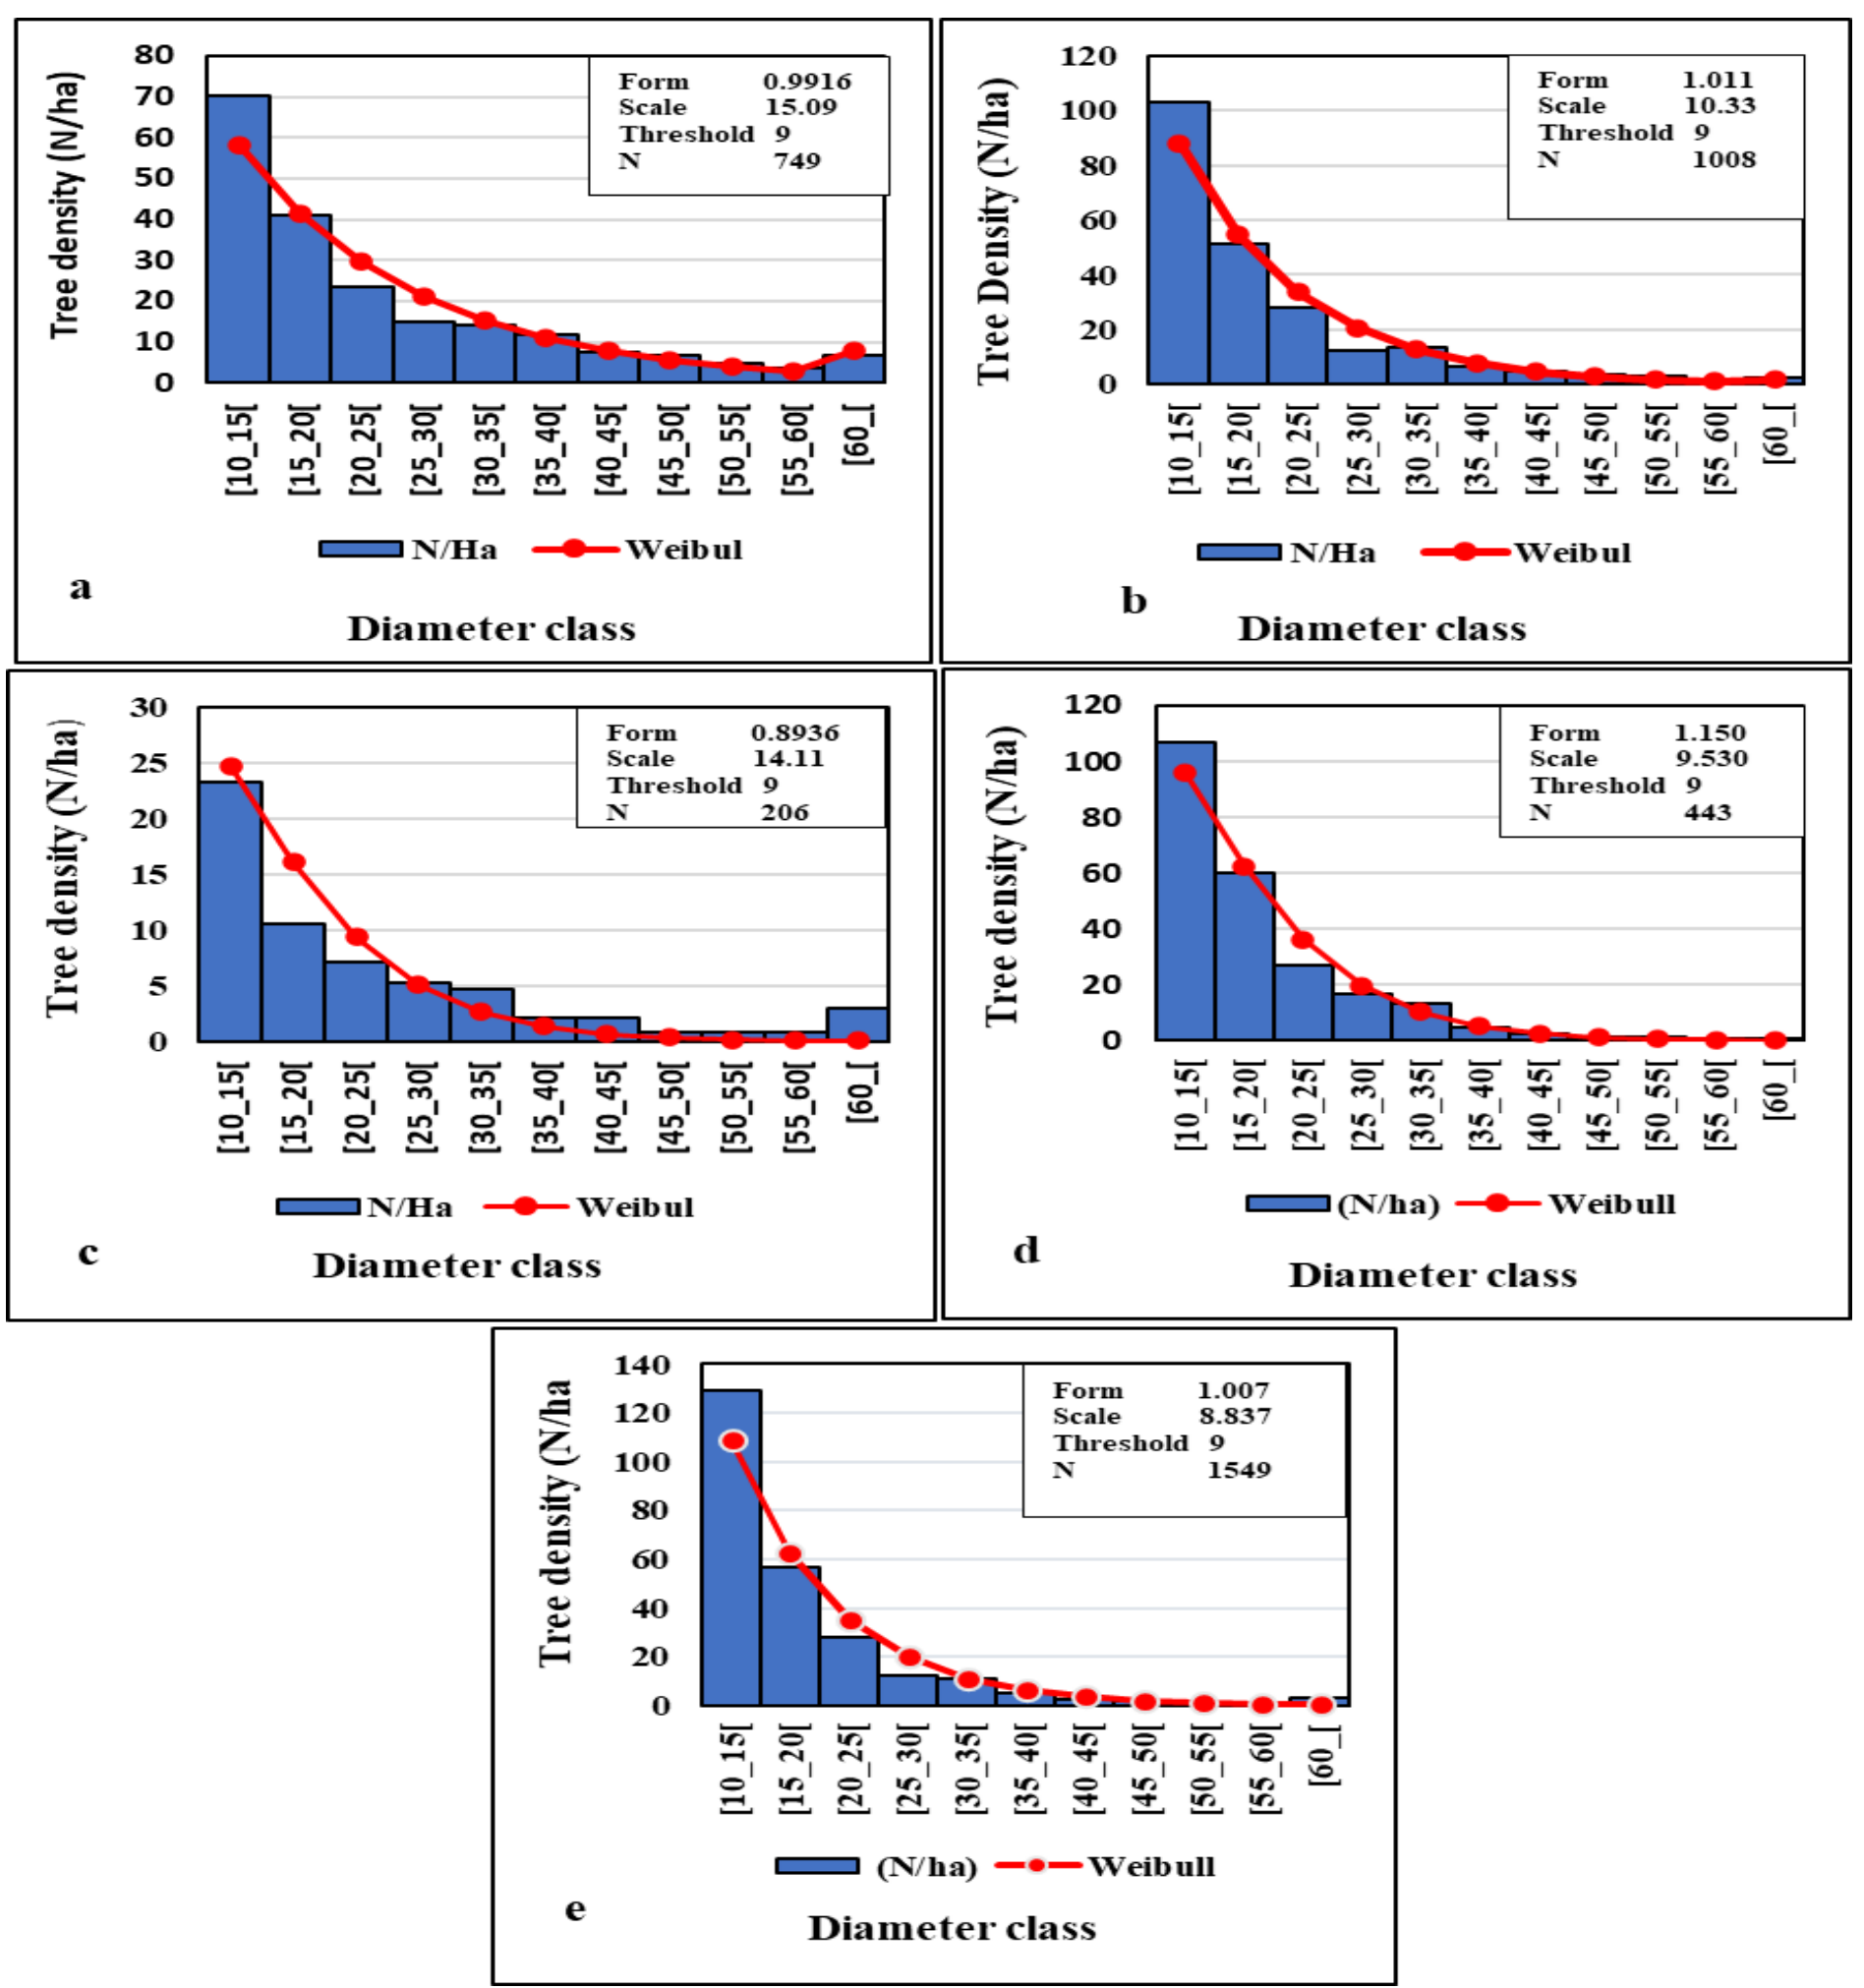 Tree density (N/ha)
80
70
60
50
40
30
20
10
0
Form 0.9916
Scale 15.09
Threshold 9
N 749
[10_15[
[15_20[
[20_25[
[25_30[
[30_35[
[35_40[
[40_45[
[45_50[
[50_55[
[55_60[
[60_[
N/Ha Weibul
a
Diameter class
Tree Density (N/ha)
120
100
80
60
40
20
0
Form 1.011
Scale 10.33
Threshold 9
N 1008
[10_15[
[15_20[
[20_25[
[25_30[
[30_35[
[35_40[
[40_45[
[45_50[
[50_55[
[55_60[
[60_[
N/Ha Weibul
b
Diameter class
Tree density (N/ha)
30
25
20
15
10
5
0
Form 0.8936
Scale 14.11
Threshold 9
N 206
[10_15[
[15_20[
[20_25[
[25_30[
[30_35[
[35_40[
[40_45[
[45_50[
[50_55[
[55_60[
[60_[
N/Ha Weibul
c
Diameter class
Tree density (N/ha)
120
100
80
60
40
20
0
Form 1.150
Scale 9.530
Threshold 9
N 443
[10_15[
[15_20[
[20_25[
[25_30[
[30_35[
[35_40[
[40_45[
[45_50[
[50_55[
[55_60[
[60_[
(N/ha) Weibull
d
Diameter class
Tree density (N/ha
140
120
100
80
60
40
20
0
Form 1.007
Scale 8.837
Threshold 9
N 1549
[10_15[
[15_20[
[20_25[
[25_30[
[30_35[
[35_40[
[40_45[
[45_50[
[50_55[
[55_60[
[60_[
(N/ha) Weibull
e
Diameter class